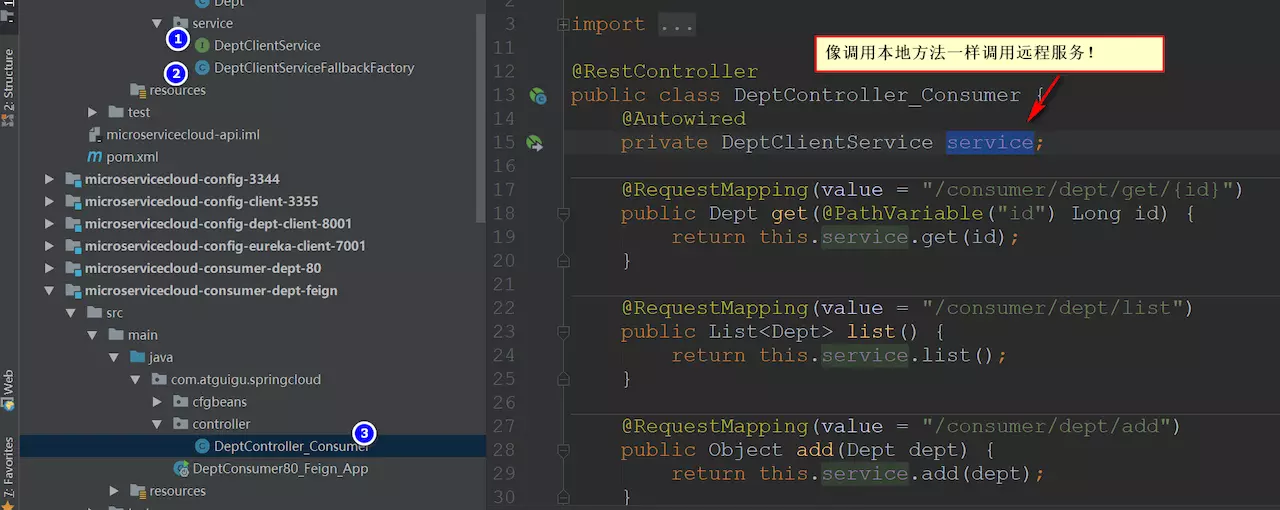 1
2: Structure
Web
2: Favorites
Dept
service
1
DeptClientService
2
DeptClientServiceFallbackFactory
resources
test
microservicecloud-api.iml
m pom.xml
microservicecloud-config-3344
microservicecloud-config-client-3355
microservicecloud-config-dept-client-8001
microservicecloud-config-eureka-client-7001
microservicecloud-consumer-dept-80
microservicecloud-consumer-dept-feign
src
main
java
com.atguigu.springcloud
cfgbeans
controller
DeptController_Consumer
3
DeptConsumer80_Feign_App
resources
2
3 import ...
11
像调用本地方法一样调用远程服务！
12 @RestController
13 public class DeptController_Consumer {
14 @Autowired
15 private DeptClientService service;
16
17 @RequestMapping(value = "/consumer/dept/get/{id}")
18 public Dept get(@PathVariable("id") Long id) {
19 return this.service.get(id);
20 }
21
22 @RequestMapping(value = "/consumer/dept/list")
23 public List<Dept> list() {
24 return this.service.list();
25 }
26
27 @RequestMapping(value = "/consumer/dept/add")
28 public Object add(Dept dept) {
29 return this.service.add(dept);
30 }